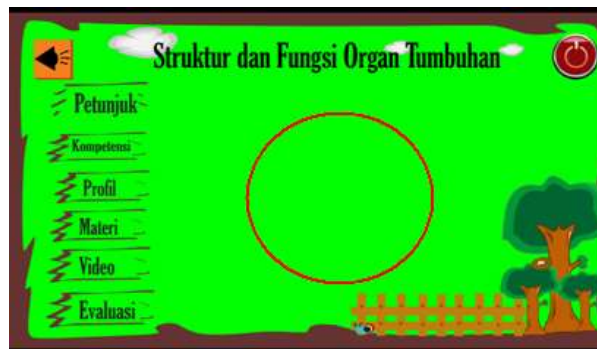 Struktur dan Fungsi Organ Tumbuhan
Petunjuk
Kompetensi
Profil
Materi
Video
Evaluasi